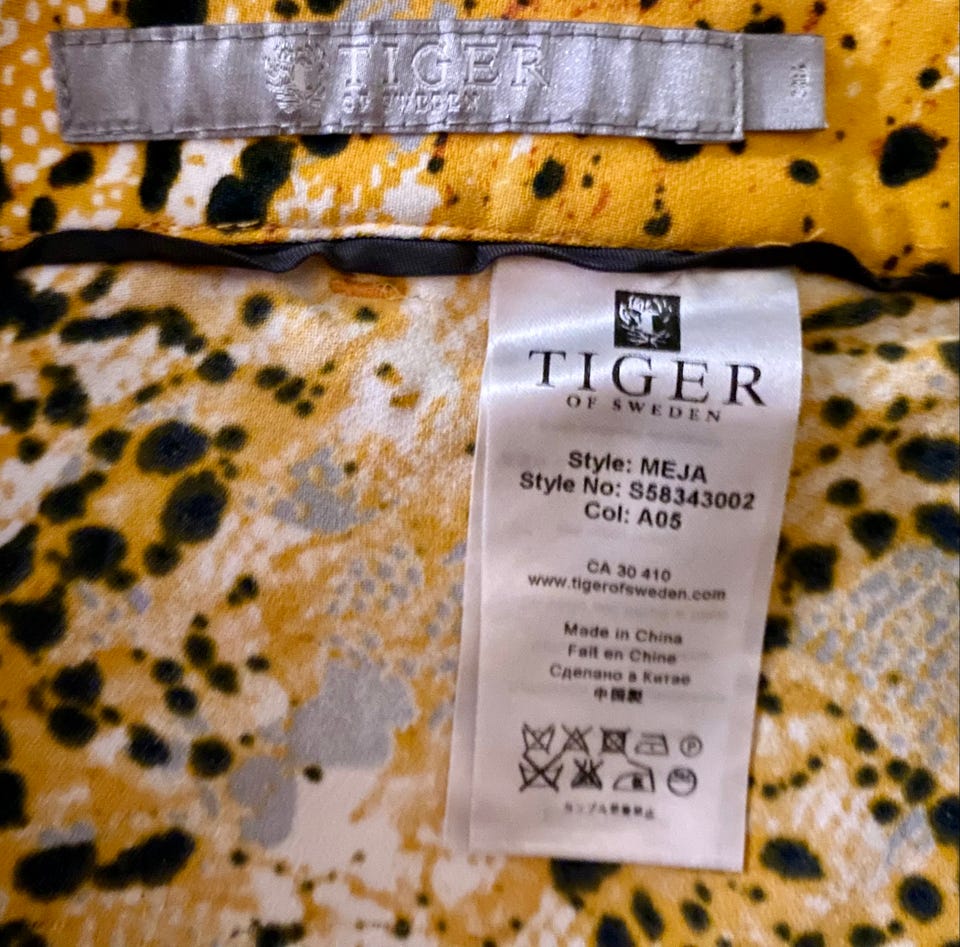 TIGER
OF SWEDEN
TIGER
OF SWEDEN
Style: MEJA
Style No: S58343002
Col: A05
CA 30 410
www.tigerofsweden.com
Made in China
Fait en Chine
Сделано в Китае
中国製
P